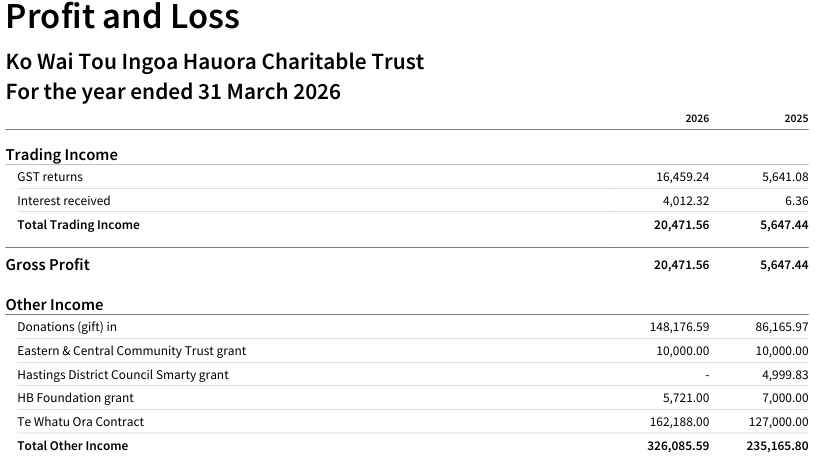 Profit and Loss
Ko Wai Tou Ingoa Hauora Charitable Trust
For the year ended 31 March 2026
2026 2025
Trading Income
GST returns 16,459.24 5,641.08
Interest received 4,012.32 6.36
Total Trading Income 20,471.56 5,647.44
Gross Profit 20,471.56 5,647.44
Other Income
Donations (gift) in 148,176.59 86,165.97
Eastern & Central Community Trust grant 10,000.00 10,000.00
Hastings District Council Smarty grant - 4,999.83
HB Foundation grant 5,721.00 7,000.00
Te Whatu Ora Contract 162,188.00 127,000.00
Total Other Income 326,085.59 235,165.80